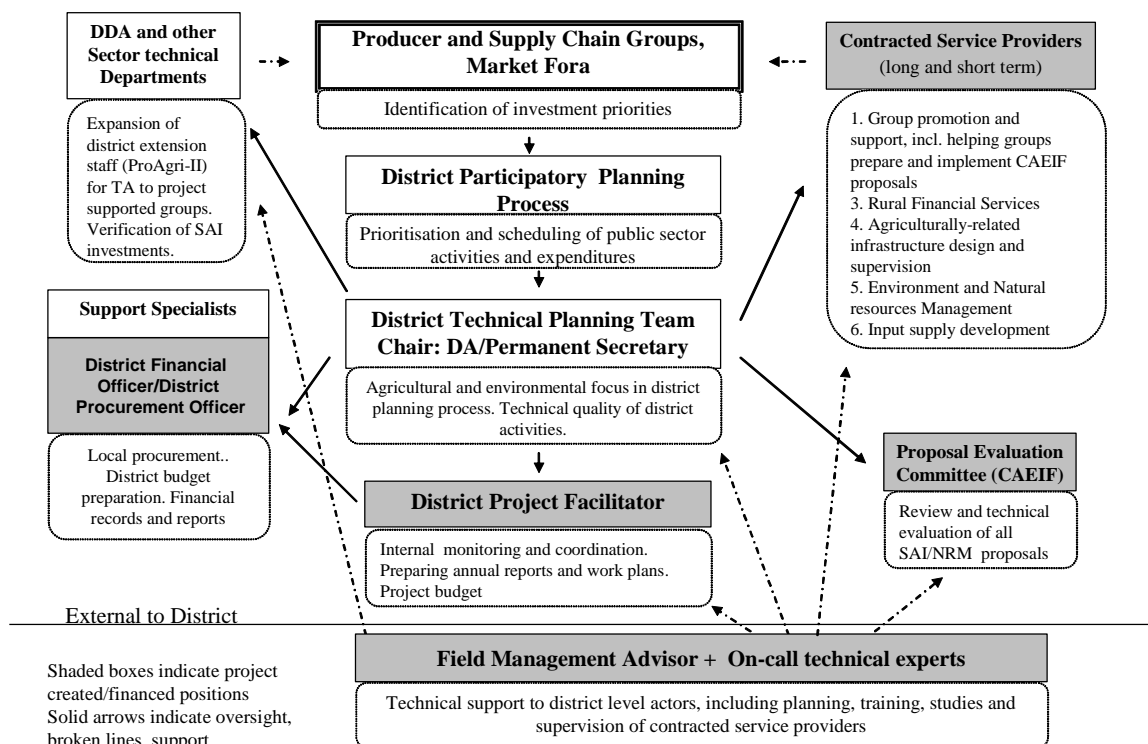 DDA and other
Sector technical
Departments
Expansion of
district extension
staff (ProAgri-II)
for TA to project
supported groups.
Verification of SAI
investments.
Producer and Supply Chain Groups,
Market Fora
Identification of investment priorities
Contracted Service Providers
(long and short term)
1. Group promotion and
support, incl. helping groups
prepare and implement CAEIF
proposals
3. Rural Financial Services
4. Agriculturally-related
infrastructure design and
supervision
5. Environment and Natural
resources Management
6. Input supply development
District Participatory Planning
Process
Prioritisation and scheduling of public sector
activities and expenditures
Support Specialists
District Financial
Officer/District
Procurement Officer
Local procurement..
District budget
preparation. Financial
records and reports
District Technical Planning Team
Chair: DA/Permanent Secretary
Agricultural and environmental focus in district
planning process. Technical quality of district
activities.
Proposal Evaluation
Committee (CAEIF)
Review and technical
evaluation of all
SAI/NRM proposals
District Project Facilitator
Internal monitoring and coordination.
Preparing annual reports and work plans.
Project budget
External to District
Field Management Advisor + On-call technical experts
Technical support to district level actors, including planning, training, studies and
supervision of contracted service providers
Shaded boxes indicate project
created/financed positions
Solid arrows indicate oversight,
broken lines support